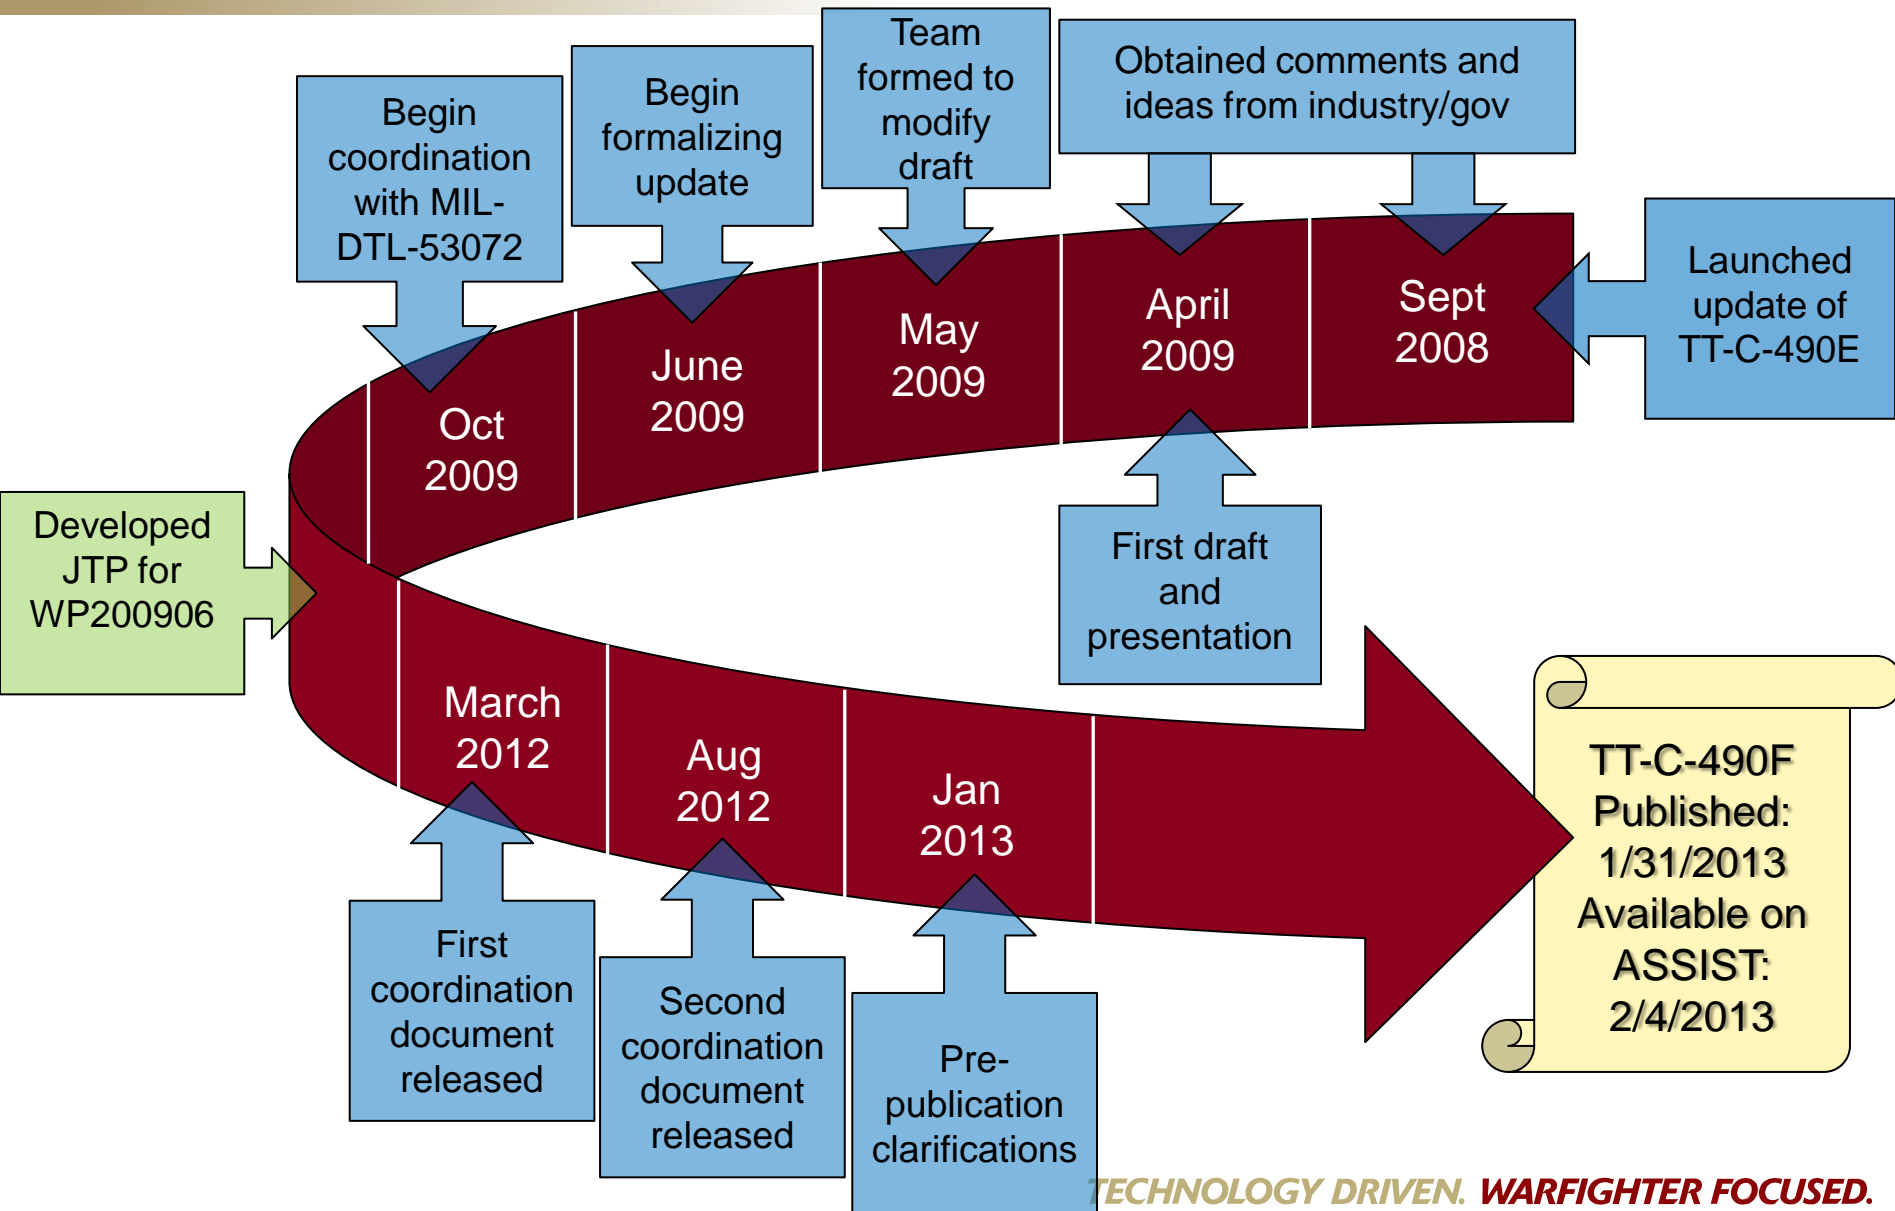 Begin
coordination
with MIL-
DTL-53072
Begin
formalizing
update
Team
formed to
modify
draft
Obtained comments and
ideas from industry/gov
Launched
update of
TT-C-490E
Oct
2009
June
2009
May
2009
April
2009
Sept
2008
Developed
JTP for
WP200906
First draft
and
presentation
March
2012
Aug
2012
Jan
2013
First
coordination
document
released
Second
coordination
document
released
Pre-
publication
clarifications
TT-C-490F
Published:
1/31/2013
Available on
ASSIST:
2/4/2013
TECHNOLOGY DRIVEN. WARFIGHTER FOCUSED.